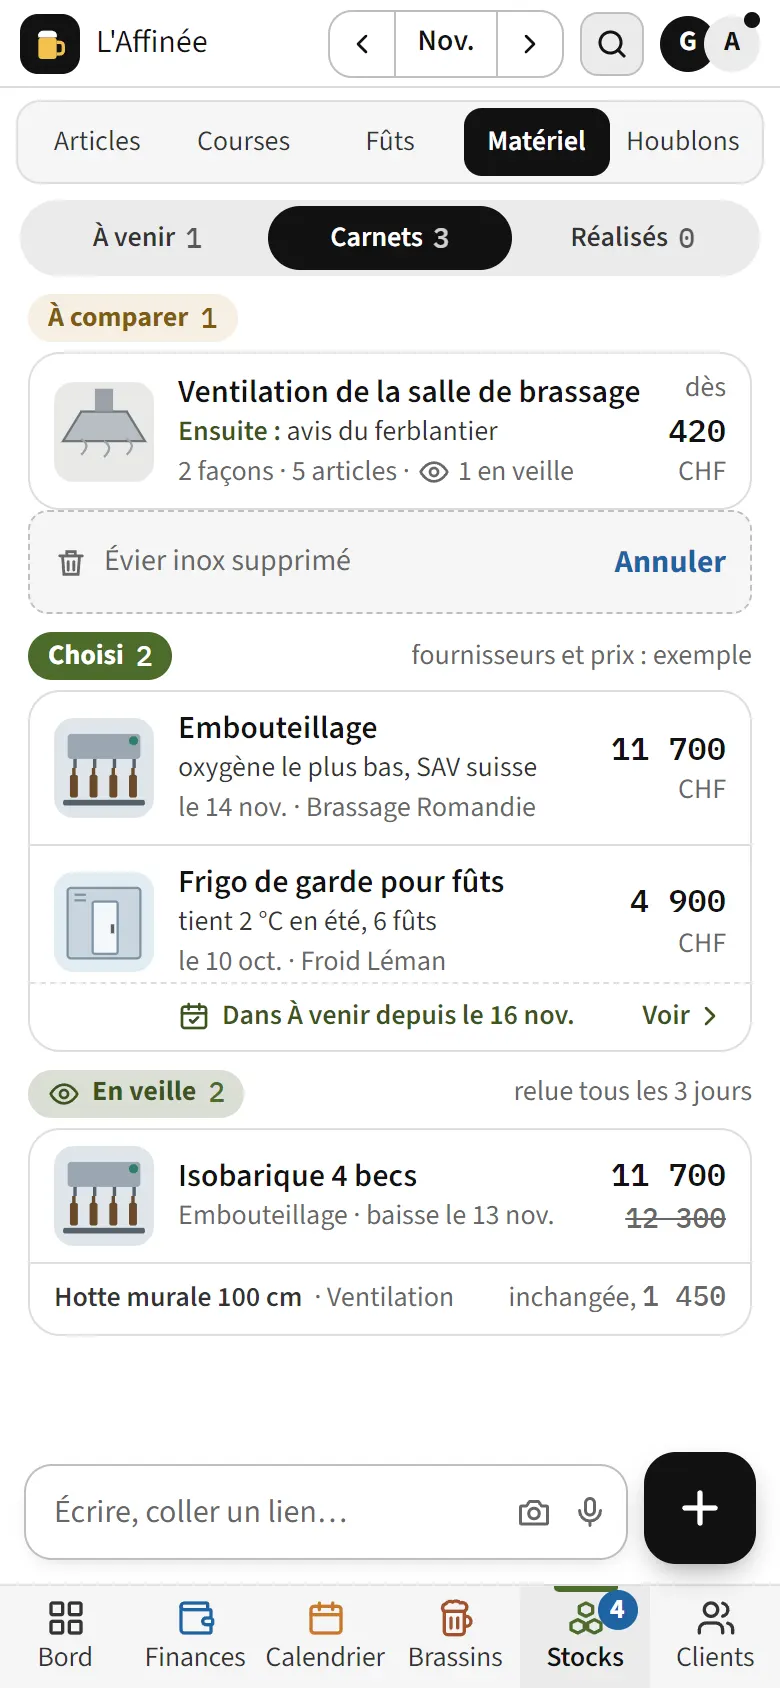 L'Affinée
Nov.
G A
Articles Courses Fûts Matériel Houblons
À venir 1 Carnets 3 Réalisés 0
À comparer 1
Ventilation de la salle de brassage
Ensuite : avis du ferblantier
2 façons · 5 articles · 1 en veille
dès
420
CHF
Évier inox supprimé Annuler
Choisi 2 fournisseurs et prix : exemple
Embouteillage
oxygène le plus bas, SAV suisse
le 14 nov. · Brassage Romandie
11 700
CHF
Frigo de garde pour fûts
tient 2 °C en été, 6 fûts
le 10 oct. · Froid Léman
4 900
CHF
Dans À venir depuis le 16 nov. Voir
En veille 2 relue tous les 3 jours
Isobarique 4 becs
Embouteillage · baisse le 13 nov.
11 700
12 300
Hotte murale 100 cm · Ventilation inchangée, 1 450
Écrire, coller un lien…
4
Bord Finances Calendrier Brassins Stocks Clients